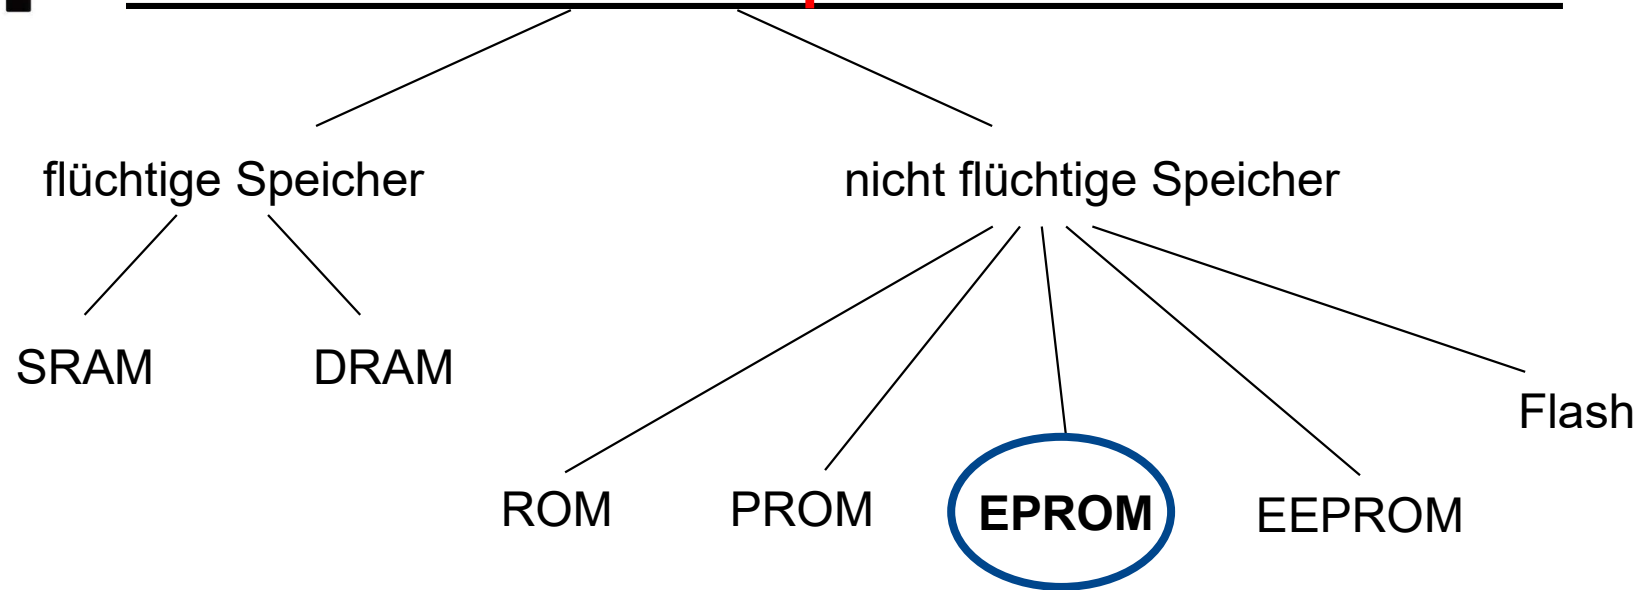 flüchtige Speicher
nicht flüchtige Speicher
SRAM
DRAM
Flash
ROM
PROM
EPROM
EEPROM